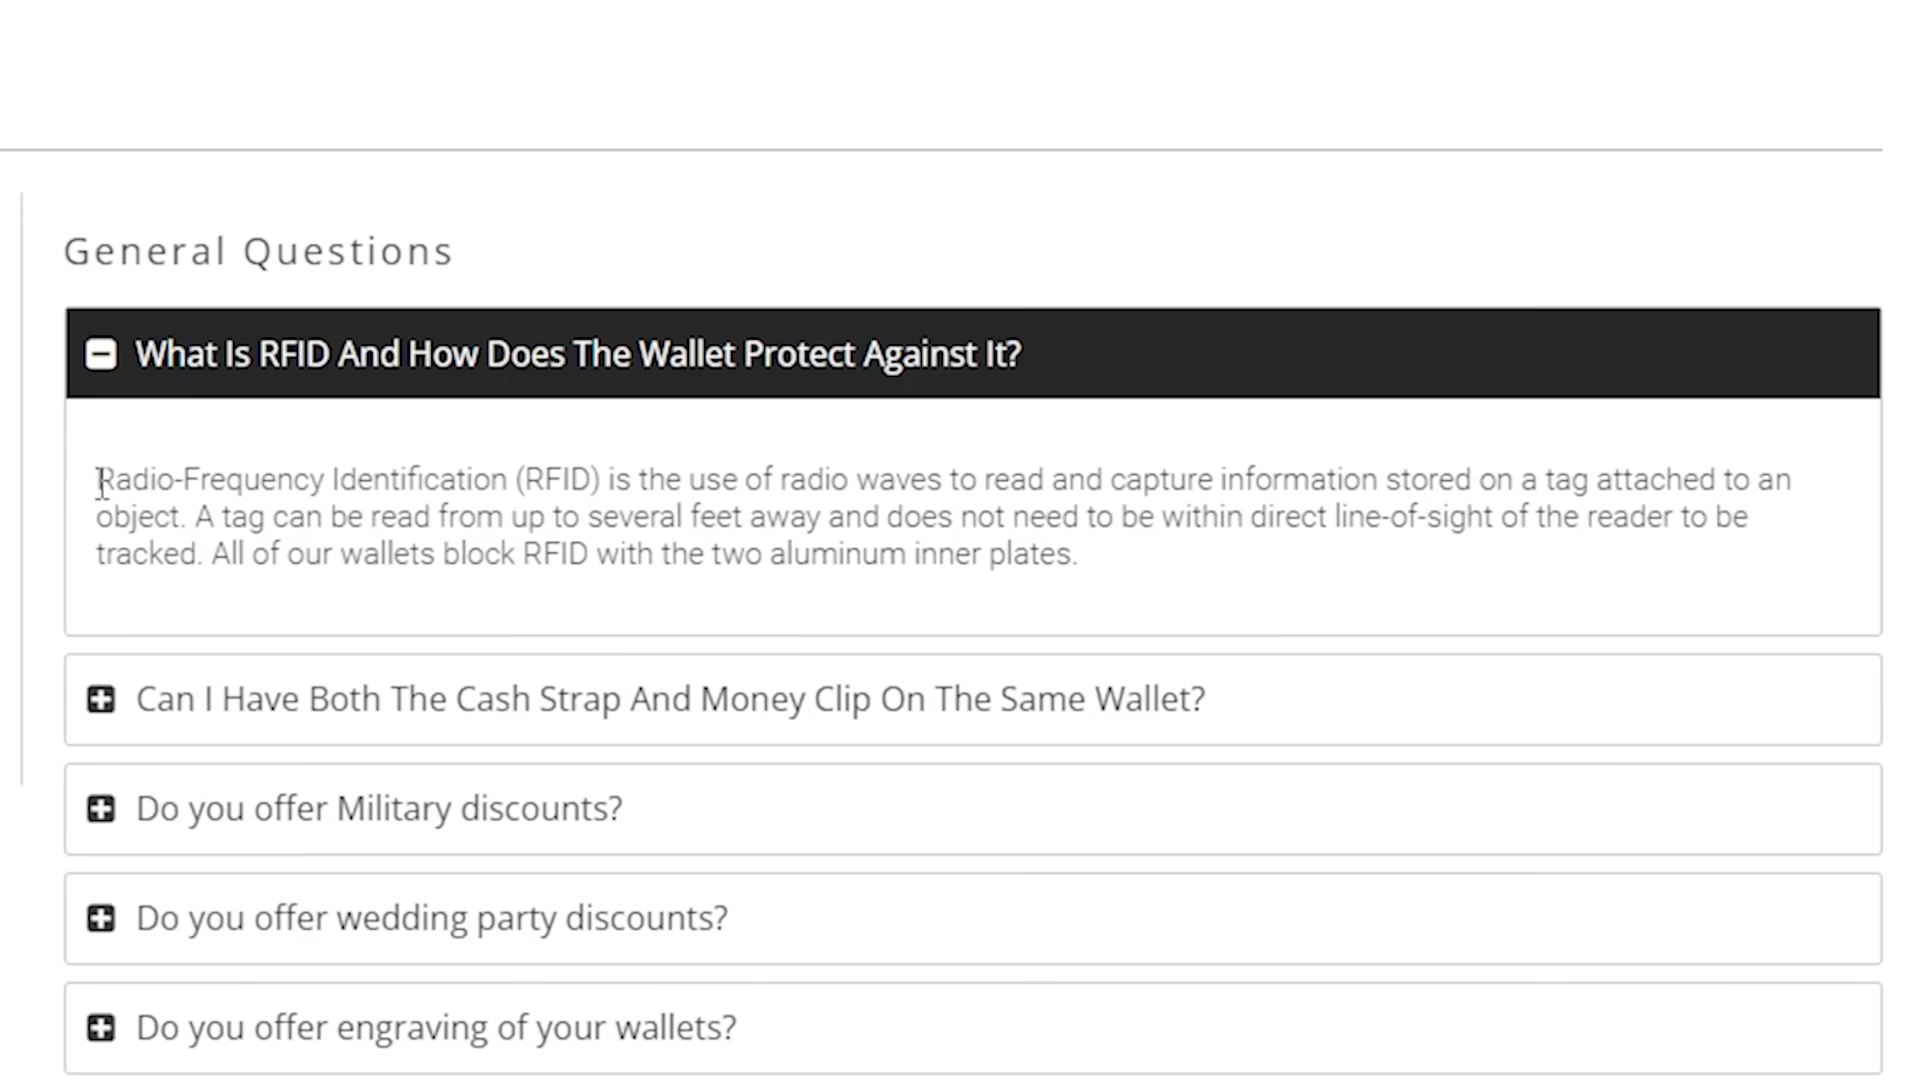 General Questions
What Is RFID And How Does The Wallet Protect Against It?
Radio-Frequency Identification (RFID) is the use of radio waves to read and capture information stored on a tag attached to an
object. A tag can be read from up to several feet away and does not need to be within direct line-of-sight of the reader to be
tracked. All of our wallets block RFID with the two aluminum inner plates.
Can I Have Both The Cash Strap And Money Clip On The Same Wallet?
Do you offer Military discounts?
Do you offer wedding party discounts?
Do you offer engraving of your wallets?